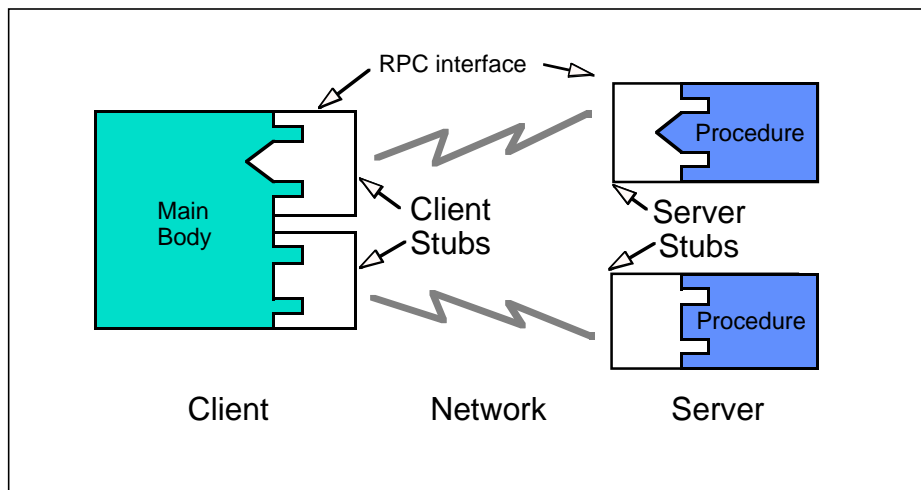 RPC interface
Procedure
Main
Body
Client
Stubs
Server
Stubs
Procedure
Client
Network
Server